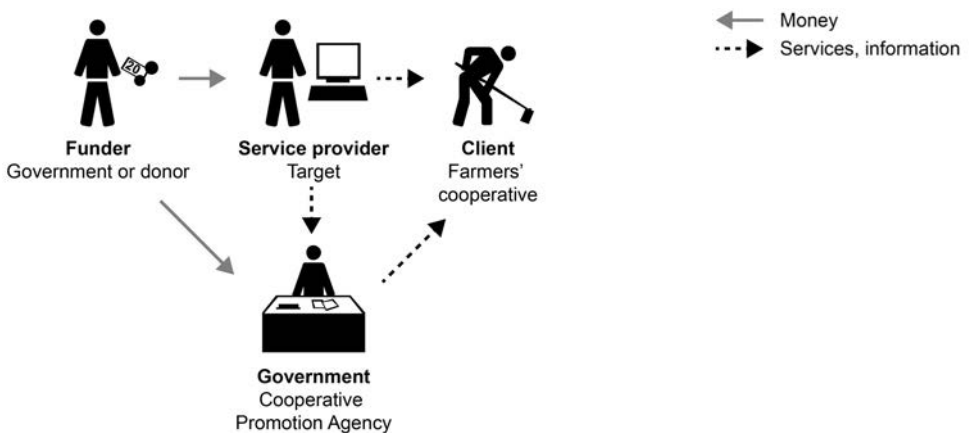 Money
Services, information
20
Funder
Government or donor
Service provider
Target
Client
Farmers'
cooperative
Government
Cooperative
Promotion Agency